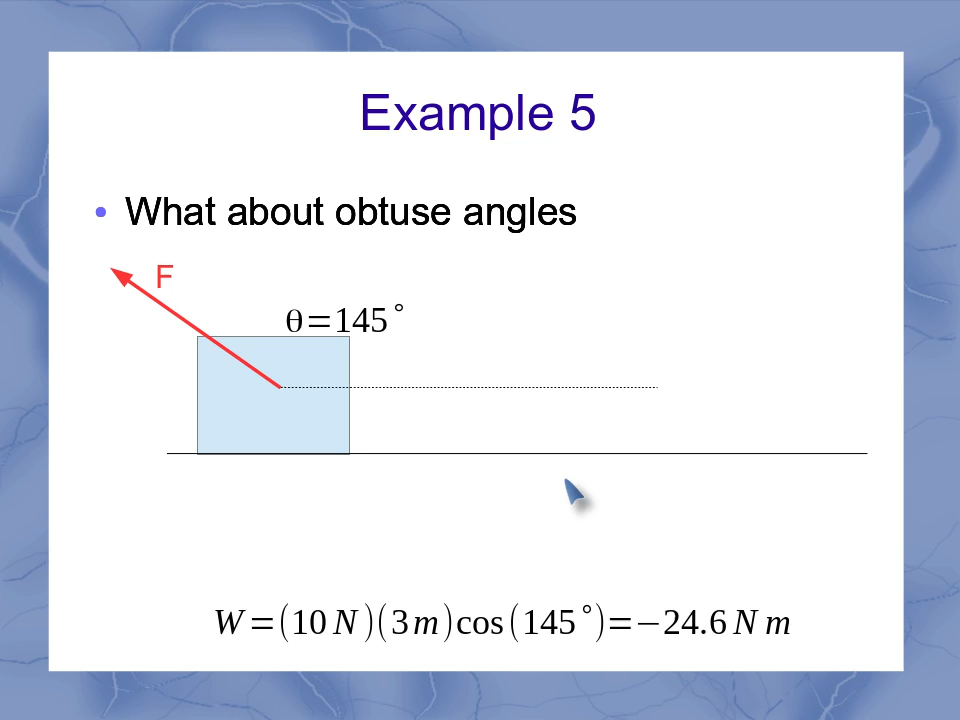 Example 5
• What about obtuse angles
F
θ=145°
W=(10 N)(3 m)cos(145°)=−24.6 N m